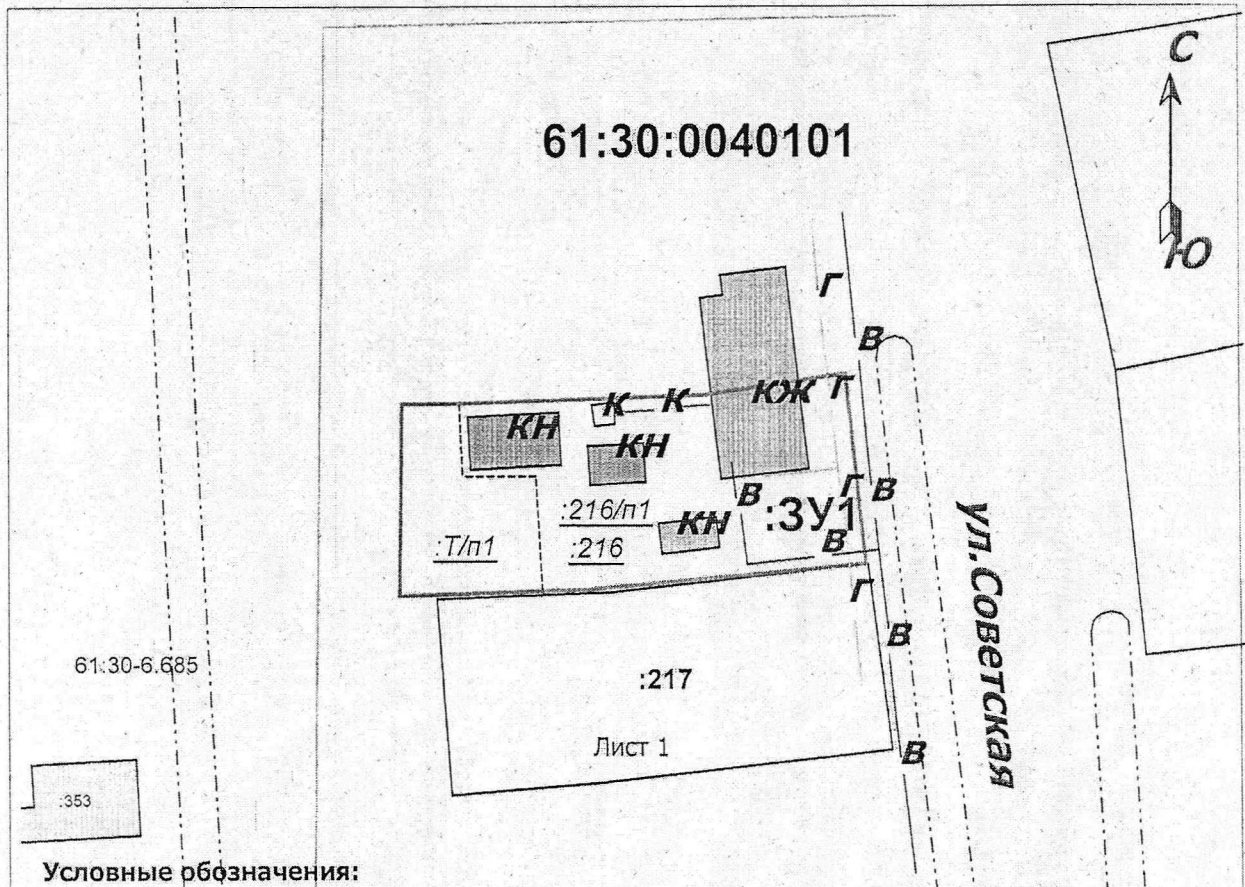 С
61:30:0040101
Ю
Г
В
КЖ
Г
К
К
КН
КН
Г
В
В
:216/п1
КН
:ЗУ1
:Т/п1
:216
В
ул.Советская
Г
В
61:30-6.685
:217
Лист 1
В
:353
Условные обозначения: